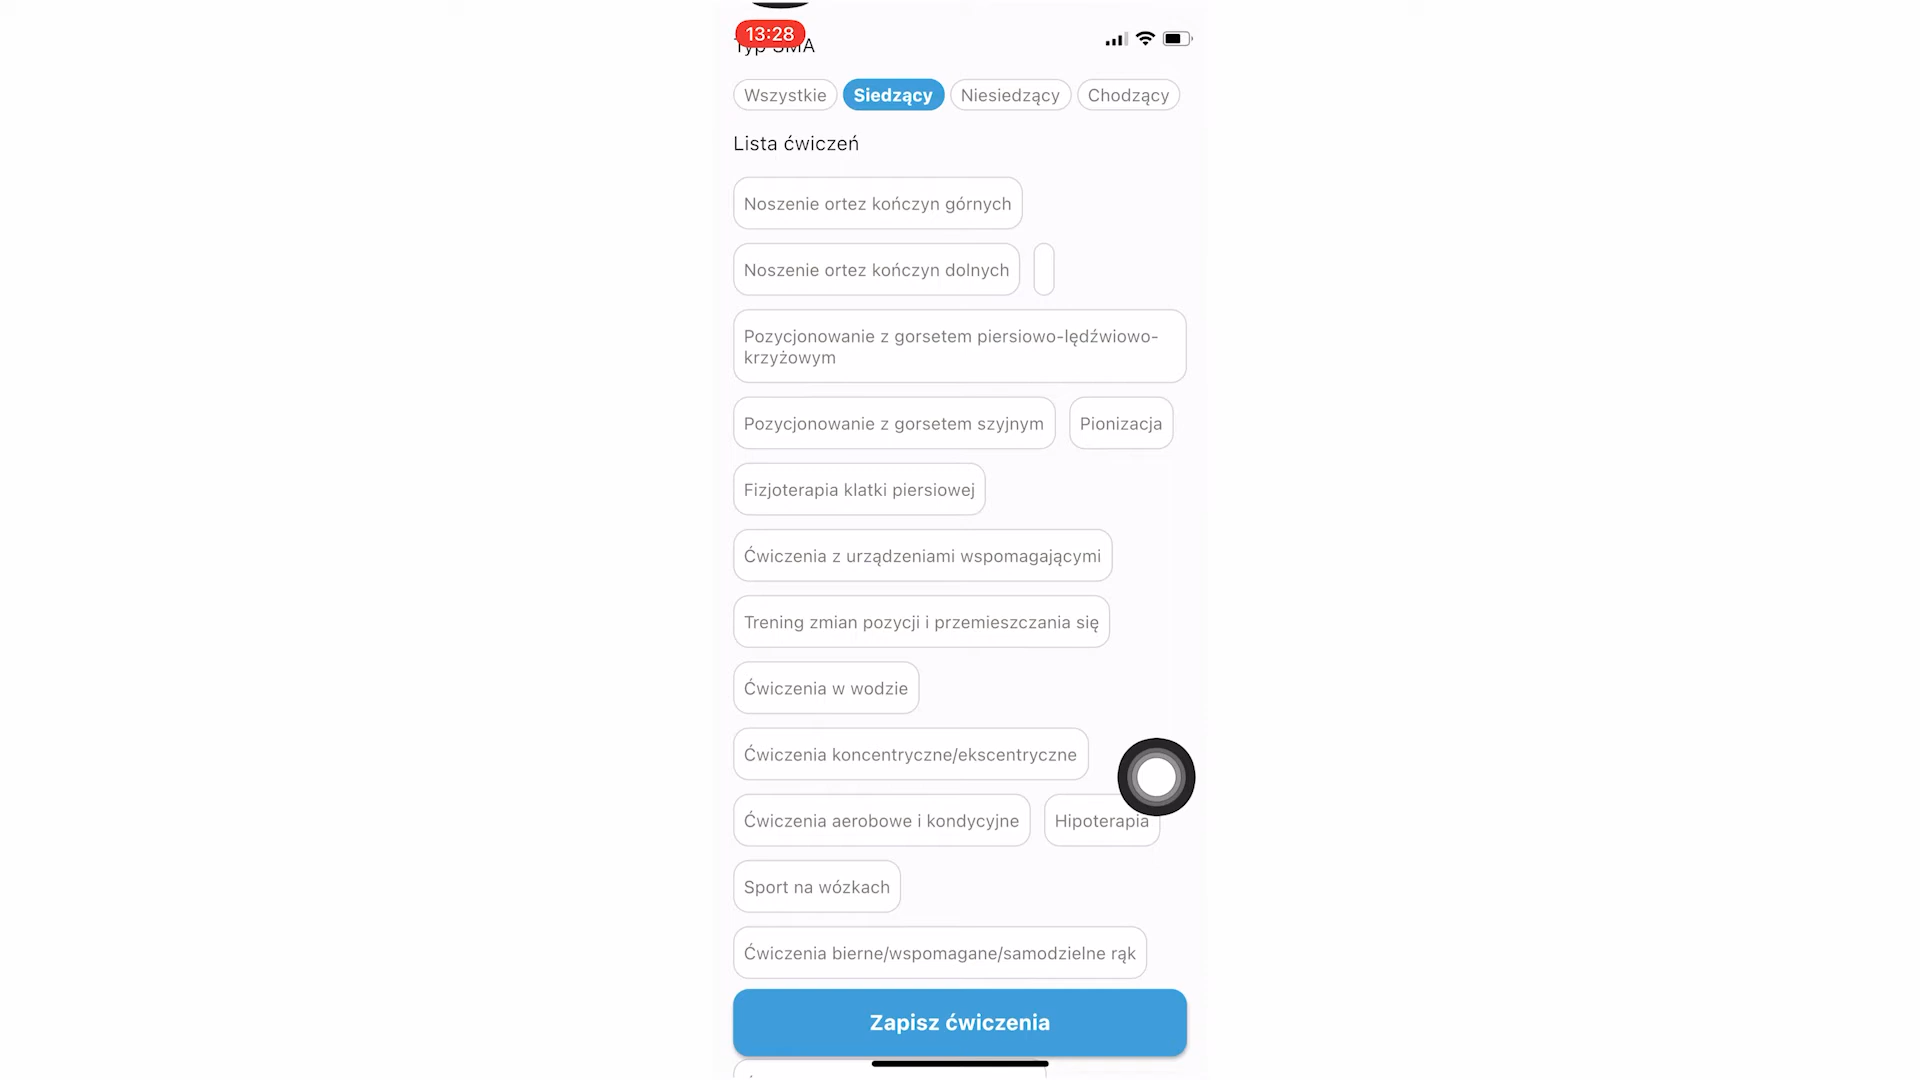 13:28
Typ SMA
Wszystkie Siedzący Niesiedzący Chodzący
Lista ćwiczeń
Noszenie ortez kończyn górnych
Noszenie ortez kończyn dolnych
Pozycjonowanie z gorsetem piersiowo-lędźwiowo-
krzyżowym
Pozycjonowanie z gorsetem szyjnym Pionizacja
Fizjoterapia klatki piersiowej
Ćwiczenia z urządzeniami wspomagającymi
Trening zmian pozycji i przemieszczania się
Ćwiczenia w wodzie
Ćwiczenia koncentryczne/ekscentryczne
Ćwiczenia aerobowe i kondycyjne Hipoterapia
Sport na wózkach
Ćwiczenia bierne/wspomagane/samodzielne rąk
Zapisz ćwiczenia